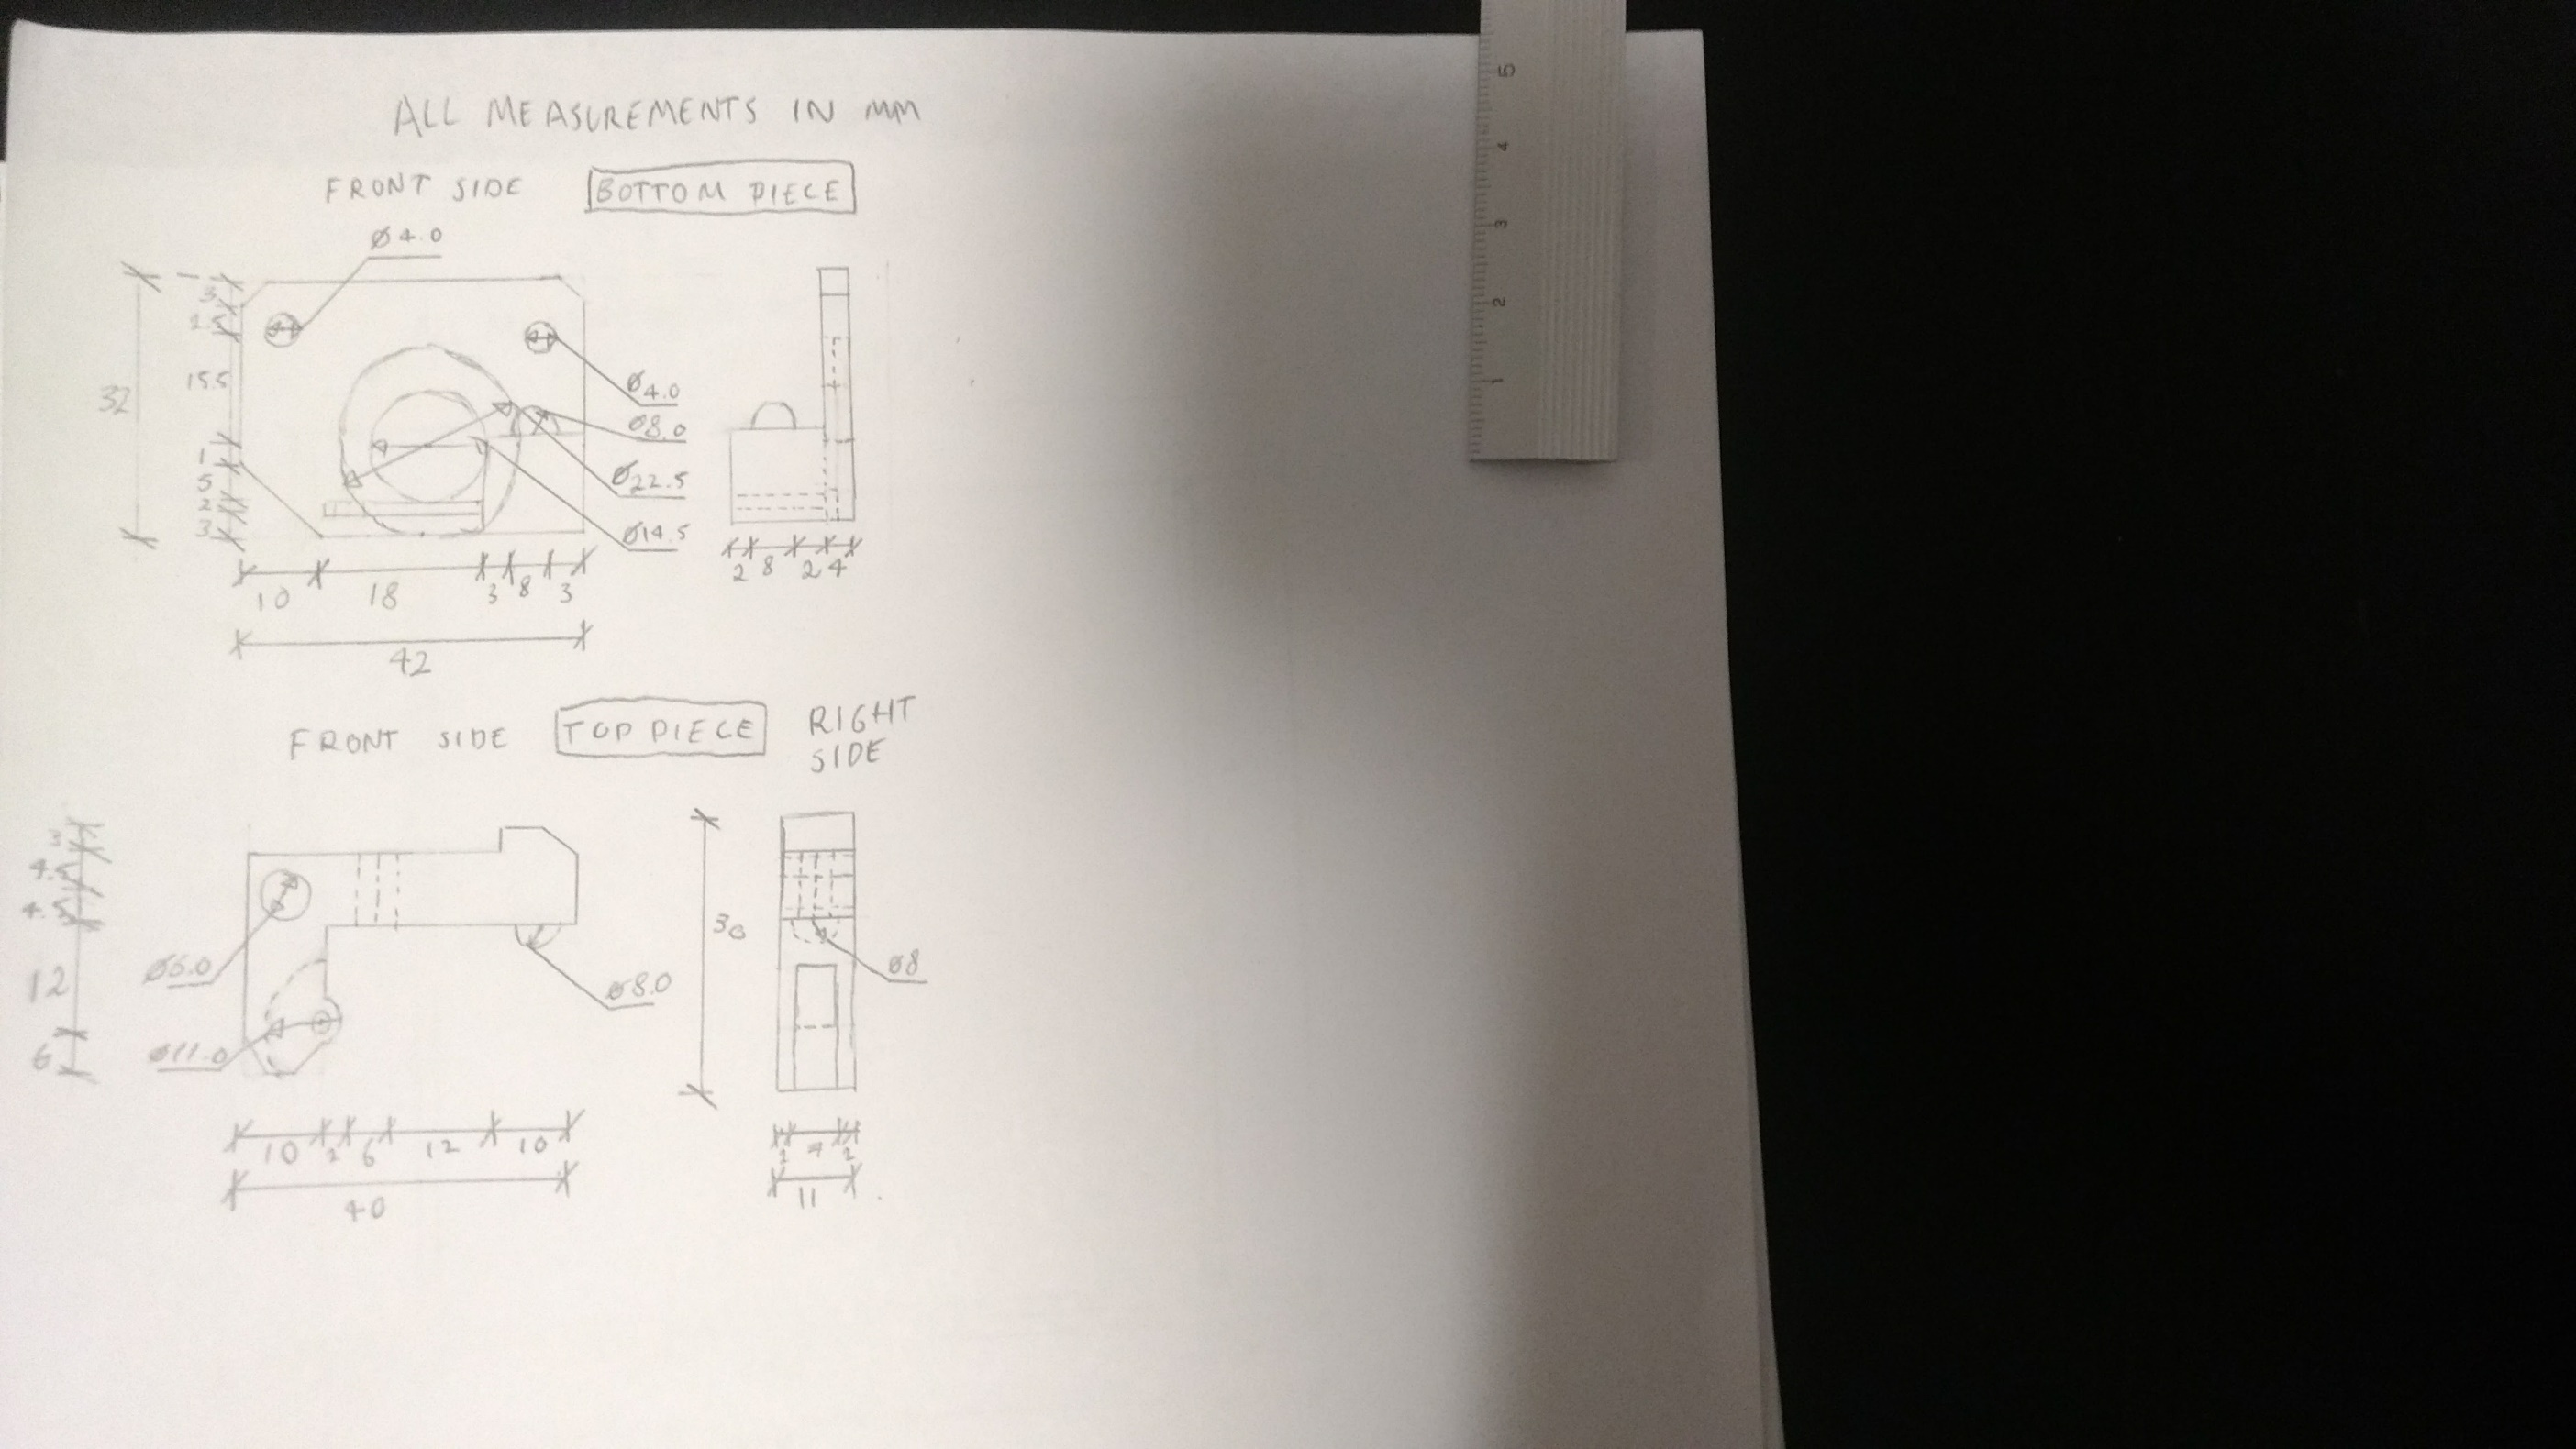 ALL MEASUREMENTS IN MM
FRONT SIDE BOTTOM PIECE
Ø4.0
3
2.5
15.5
32
1
5
2
3
Ø4.0
Ø8.0
Ø22.5
Ø14.5
10 18 3 8 3
42
2 8 2 4
FRONT SIDE TOP PIECE RIGHT SIDE
3
4.5
4.5
12
6
Ø6.0
Ø11.0
Ø8.0
30
Ø8
10 2 6 12 10
40
2 7 2
11
5
4
3
2
1